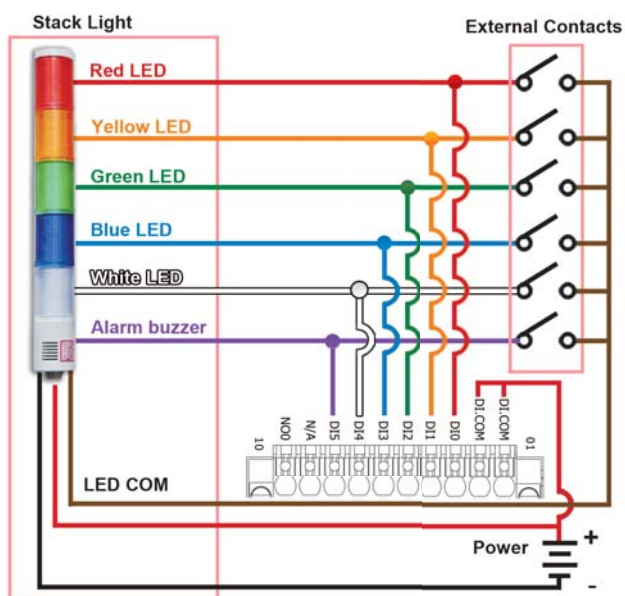 Stack Light
External Contacts
Red LED
Yellow LED
Green LED
Blue LED
White LED
Alarm buzzer
10
NO0
N/A
DI5
DI4
DI3
DI2
DI1
DI0
DI.COM
DI.COM
01
LED COM
Power
+
-